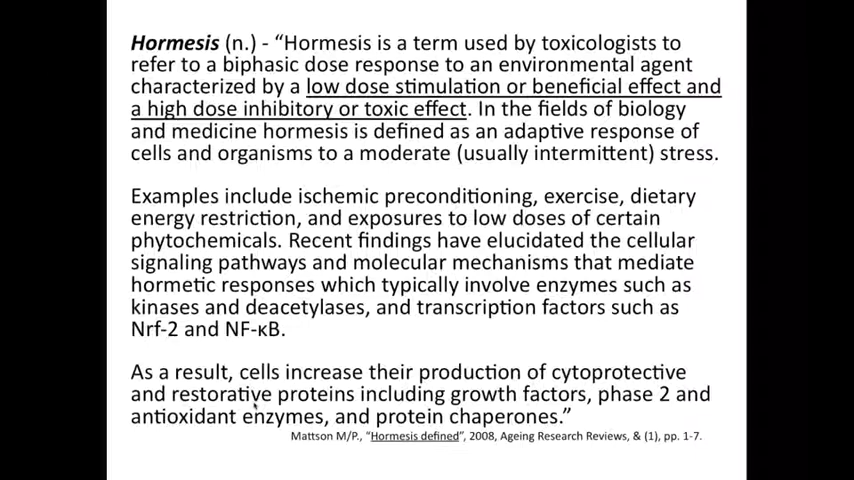 Hormesis (n.) - “Hormesis is a term used by toxicologists to
refer to a biphasic dose response to an environmental agent
characterized by a low dose stimulation or beneficial effect and
a high dose inhibitory or toxic effect. In the fields of biology
and medicine hormesis is defined as an adaptive response of
cells and organisms to a moderate (usually intermittent) stress.
Examples include ischemic preconditioning, exercise, dietary
energy restriction, and exposures to low doses of certain
phytochemicals. Recent findings have elucidated the cellular
signaling pathways and molecular mechanisms that mediate
hormetic responses which typically involve enzymes such as
kinases and deacetylases, and transcription factors such as
Nrf-2 and NF-κB.
As a result, cells increase their production of cytoprotective
and restorative proteins including growth factors, phase 2 and
antioxidant enzymes, and protein chaperones.”
Mattson M/P., “Hormesis defined”, 2008, Ageing Research Reviews, & (1), pp. 1-7.